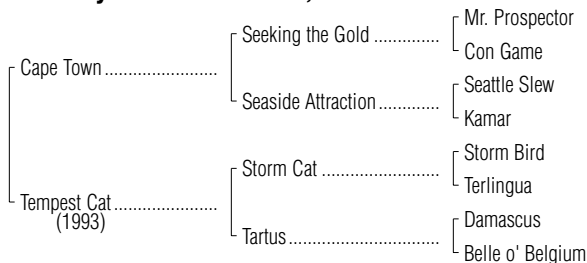 Mr. Prospector
Seeking the Gold ..............
Con Game
Cape Town ........................
Seattle Slew
Seaside Attraction .............
Kamar
Storm Bird
Storm Cat .........................
Terlingua
Tempest Cat ......................
(1993)
Damascus
Tartus ................................
Belle o' Belgium